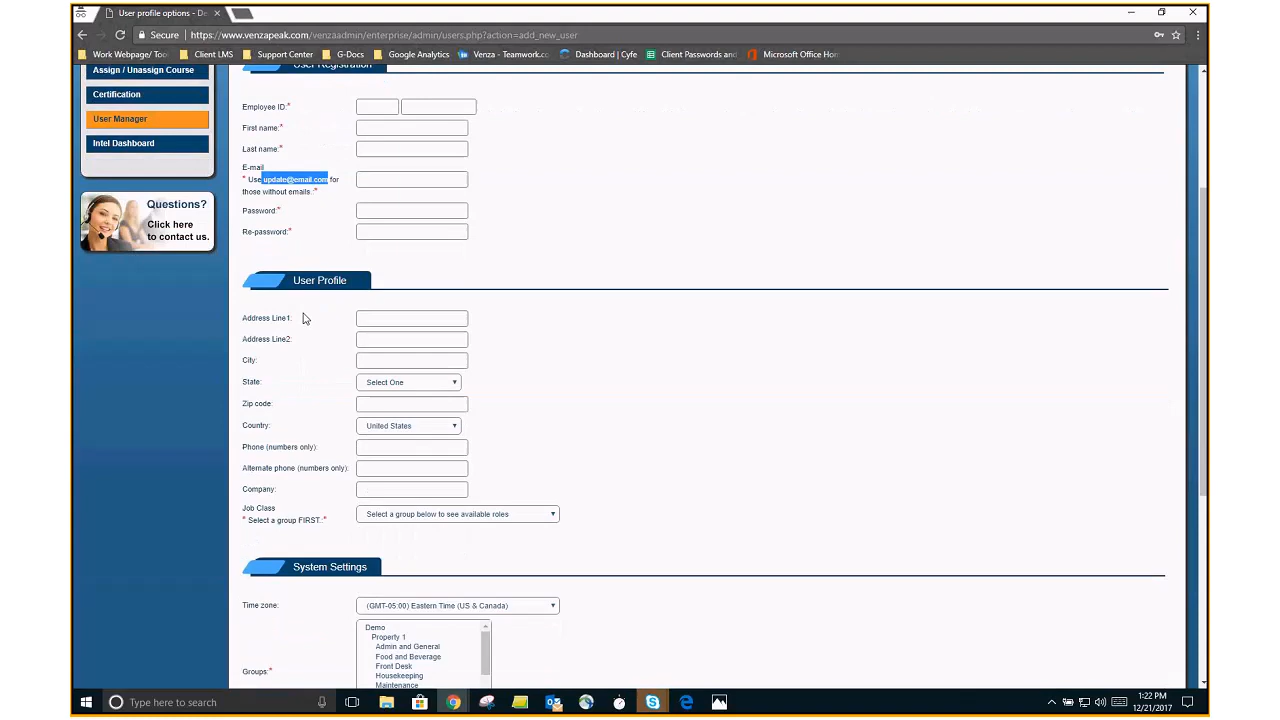 User profile options - De
Secure https://www.venzapeak.com/venzaadmin/enterprise/admin/users.php?action=add_new_user
Work Webpage/ Tool Client LMS Support Center G-Docs Google Analytics Venza - Teamwork.co Dashboard | Cyfe Client Passwords and Microsoft Office Hom
Assign / Unassign Course
Certification
User Manager
Intel Dashboard
Questions?
Click here
to contact us.
User Registration
Employee ID:*
First name:*
Last name:*
E-mail
* Use update@email.com for
those without emails.:*
Password:*
Re-password:*
User Profile
Address Line1:
Address Line2:
City:
State: Select One
Zip code:
Country: United States
Phone (numbers only):
Alternate phone (numbers only):
Company:
Job Class
* Select a group FIRST.:* Select a group below to see available roles
System Settings
Time zone: (GMT-05:00) Eastern Time (US & Canada)
Demo
Property 1
Admin and General
Food and Beverage
Front Desk
Groups:* Housekeeping
Maintenance
Type here to search
1:22 PM
12/21/2017